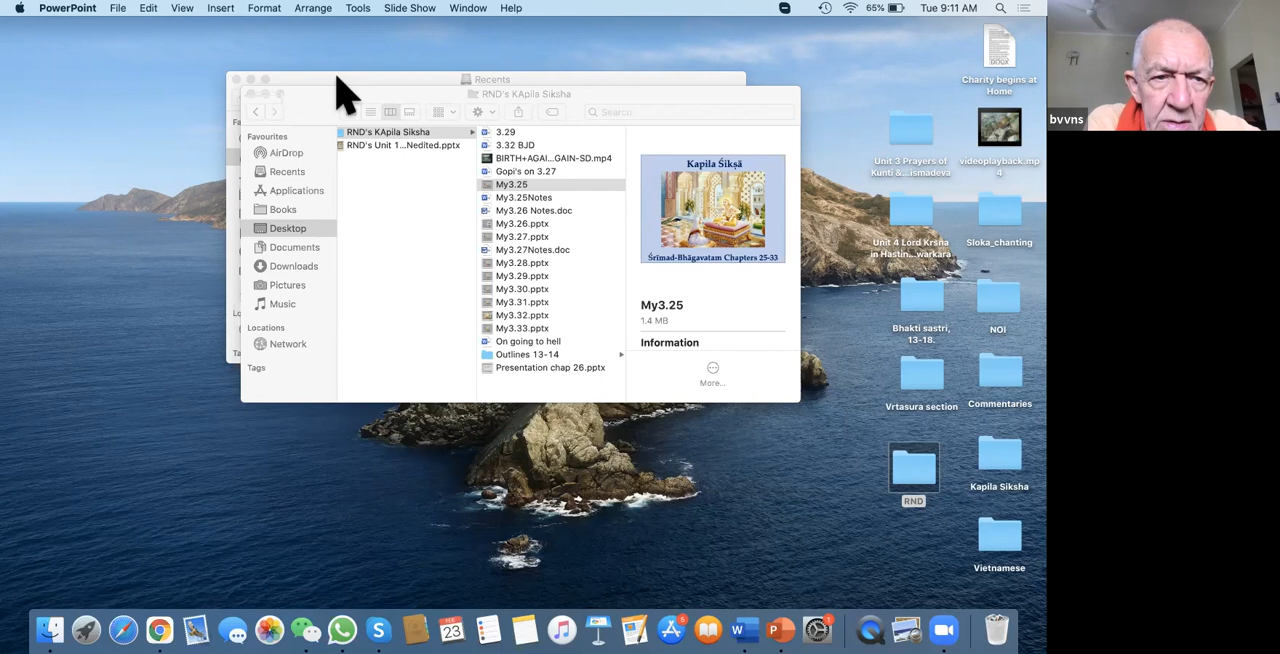 PowerPoint File Edit View Insert Format Arrange Tools Slide Show Window Help 65% Tue 9:11 AM
Recents
RND's KApila Siksha
Search
Favourites
AirDrop
Recents
Applications
Books
Desktop
Documents
Downloads
Pictures
Music
Locations
Network
Tags
RND's KApila Siksha
RND's Unit 1...Nedited.pptx
3.29
3.32 BJD
BIRTH+AGAI...GAIN-SD.mp4
Gopi's on 3.27
My3.25
My3.25Notes
My3.26 Notes.doc
My3.26.pptx
My3.27.pptx
My3.27Notes.doc
My3.28.pptx
My3.29.pptx
My3.30.pptx
My3.31.pptx
My3.32.pptx
My3.33.pptx
On going to hell
Outlines 13-14
Presentation chap 26.pptx
Kapila Śikṣā
Śrīmad-Bhāgavatam Chapters 25-33
My3.25
1.4 MB
Information
More...
Charity begins at
Home
Unit 3 Prayers of
Kunti &...ismadeva
videoplayback.mp
4
Unit 4 Lord Krsna
in Hastin...warkara
Sloka_chanting
Bhakti sastri,
13-18.
NOI
Vrtasura section
Commentaries
RND
Kapila Siksha
Vietnamese
bvvns
FEB
23
5
1